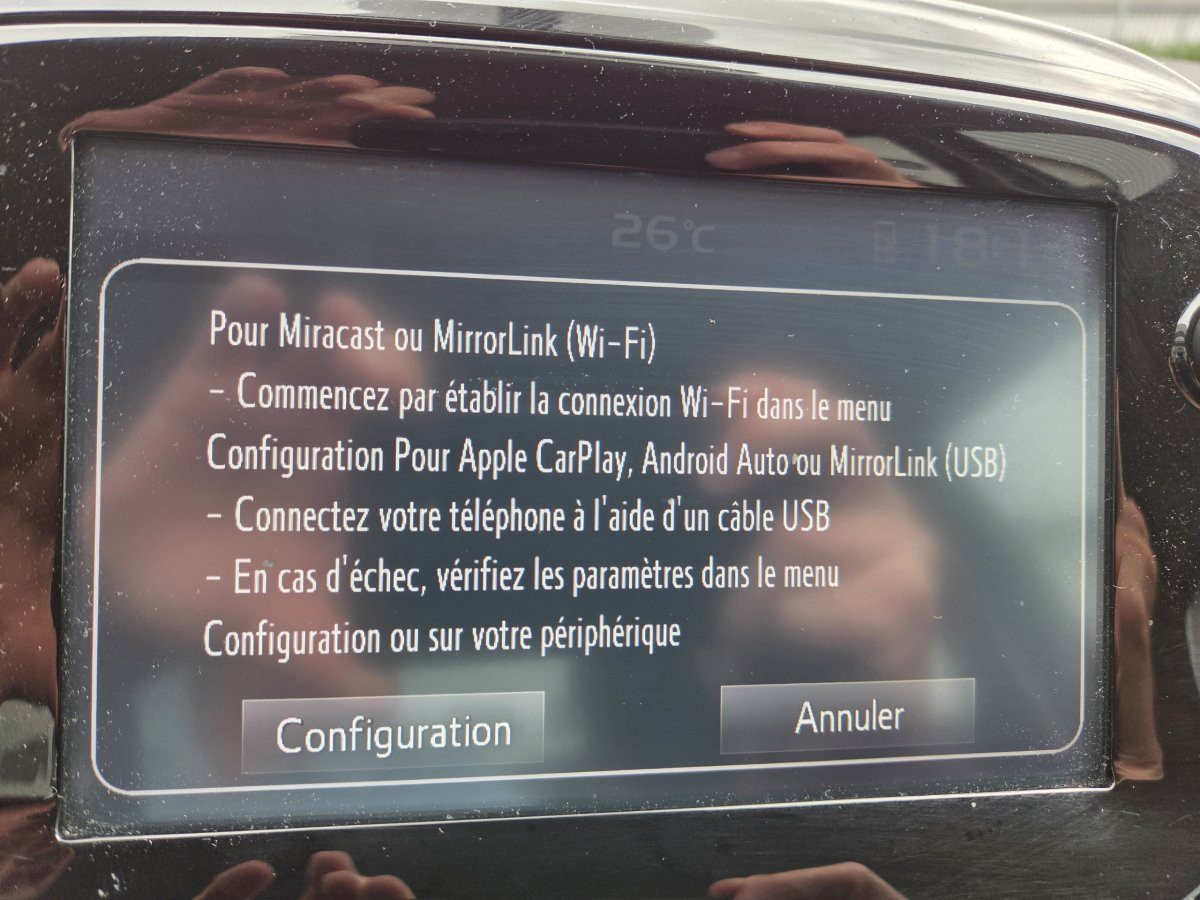 26°C
Pour Miracast ou MirrorLink (Wi-Fi)
- Commencez par établir la connexion Wi-Fi dans le menu
Configuration Pour Apple CarPlay, Android Auto ou MirrorLink (USB)
- Connectez votre téléphone à l'aide d'un câble USB
- En cas d'échec, vérifiez les paramètres dans le menu
Configuration ou sur votre périphérique
Configuration
Annuler